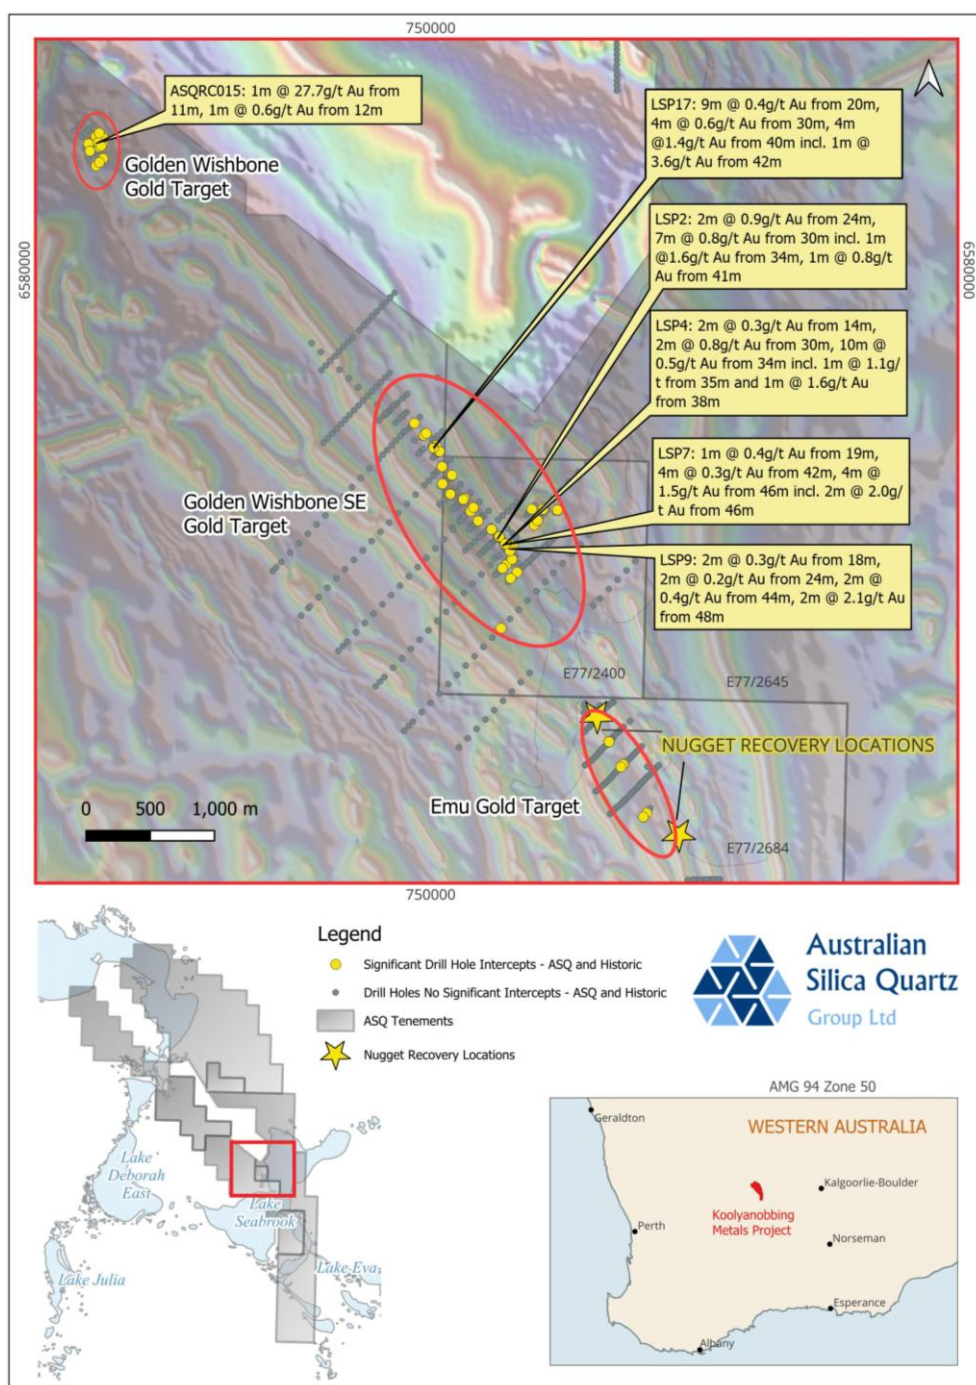 750000
ASQRC015: 1m @ 27.7g/t Au from
11m, 1m @ 0.6g/t Au from 12m
Golden Wishbone
Gold Target
LSP17: 9m @ 0.4g/t Au from 20m,
4m @ 0.6g/t Au from 30m, 4m
@1.4g/t Au from 40m incl. 1m @
3.6g/t Au from 42m
6580000
6580000
LSP2: 2m @ 0.9g/t Au from 24m,
7m @ 0.8g/t Au from 30m incl. 1m
@1.6g/t Au from 34m, 1m @ 0.8g/t
Au from 41m
LSP4: 2m @ 0.3g/t Au from 14m,
2m @ 0.8g/t Au from 30m, 10m @
0.5g/t Au from 34m incl. 1m @ 1.1g/
t from 35m and 1m @ 1.6g/t Au
from 38m
Golden Wishbone SE
Gold Target
LSP7: 1m @ 0.4g/t Au from 19m,
4m @ 0.3g/t Au from 42m, 4m @
1.5g/t Au from 46m incl. 2m @ 2.0g/
t Au from 46m
LSP9: 2m @ 0.3g/t Au from 18m,
2m @ 0.2g/t Au from 24m, 2m @
0.4g/t Au from 44m, 2m @ 2.1g/t Au
from 48m
E77/2400
E77/2645
NUGGET RECOVERY LOCATIONS
Emu Gold Target
0 500 1,000 m
E77/2684
750000
Legend
Significant Drill Hole Intercepts - ASQ and Historic
Drill Holes No Significant Intercepts - ASQ and Historic
ASQ Tenements
Nugget Recovery Locations
Australian
Silica Quartz
Group Ltd
Lake
Deborah
East
Lake
Seabrook
Lake Julia
Lake Eva
AMG 94 Zone 50
Geraldton
WESTERN AUSTRALIA
Kalgoorlie-Boulder
Koolyanobbing
Metals Project
Perth
Norseman
Esperance
Albany